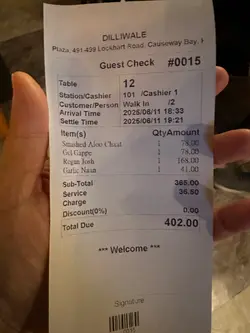 DILLIWALE
Plaza, 491-499 Lockhart Road, Causeway Bay,
Guest Check #0015
Table 12
Station/Cashier 101 /Cashier 1
Customer/Person Walk In /2
Arrival Time 2025/06/11 18:33
Settle Time 2025/06/11 19:21
Item(s) Qty Amount
Smashed Aloo Chaat 1 78.00
Gol Gappe 1 78.00
Rogan Josh 1 168.00
Garlic Naan 1 41.00
Sub-Total 365.00
Service 36.50
Charge
Discount(0%) 0.00
Total Due 402.00
*** Welcome ***
Signature